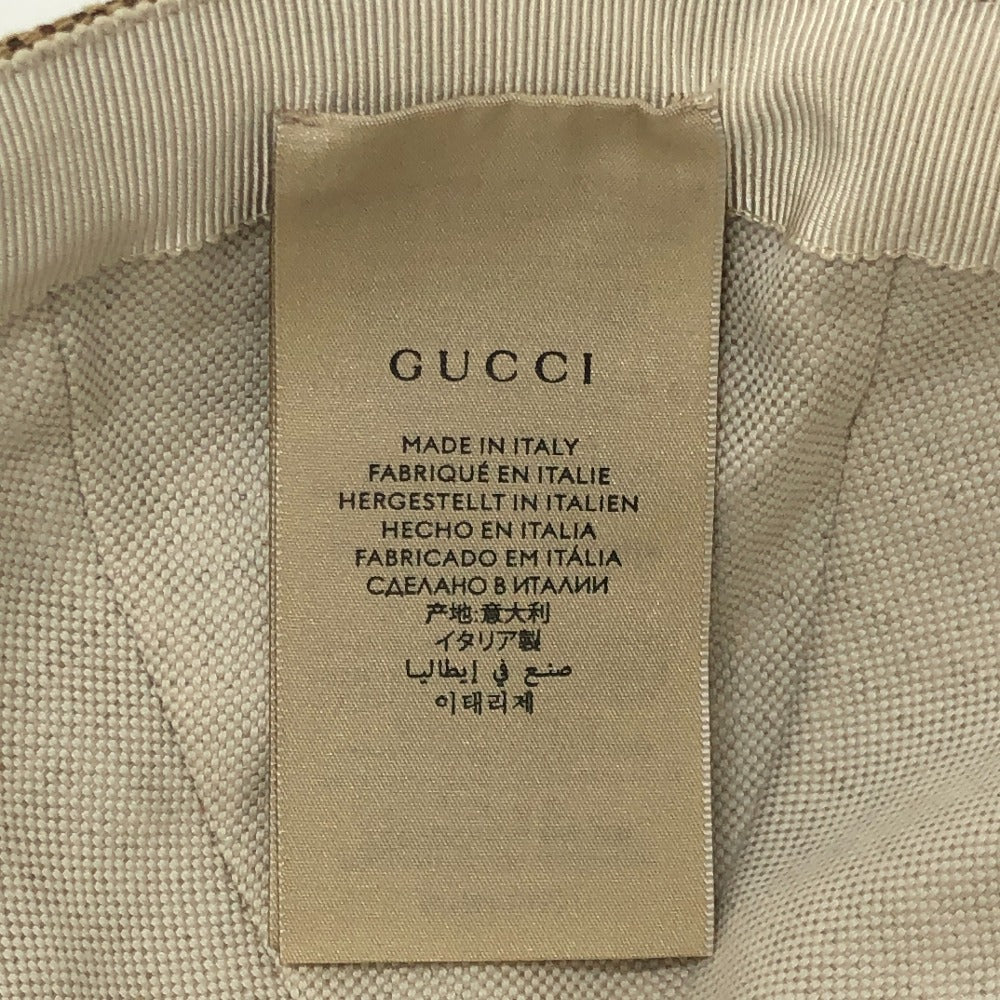 GUCCI
MADE IN ITALY
FABRIQUÉ EN ITALIE
HERGESTELLT IN ITALIEN
HECHO EN ITALIA
FABRICADO EM ITÁLIA
СДЕЛАНО В ИТАЛИИ
产地:意大利
イタリア製
صنع في إيطاليا
이태리제